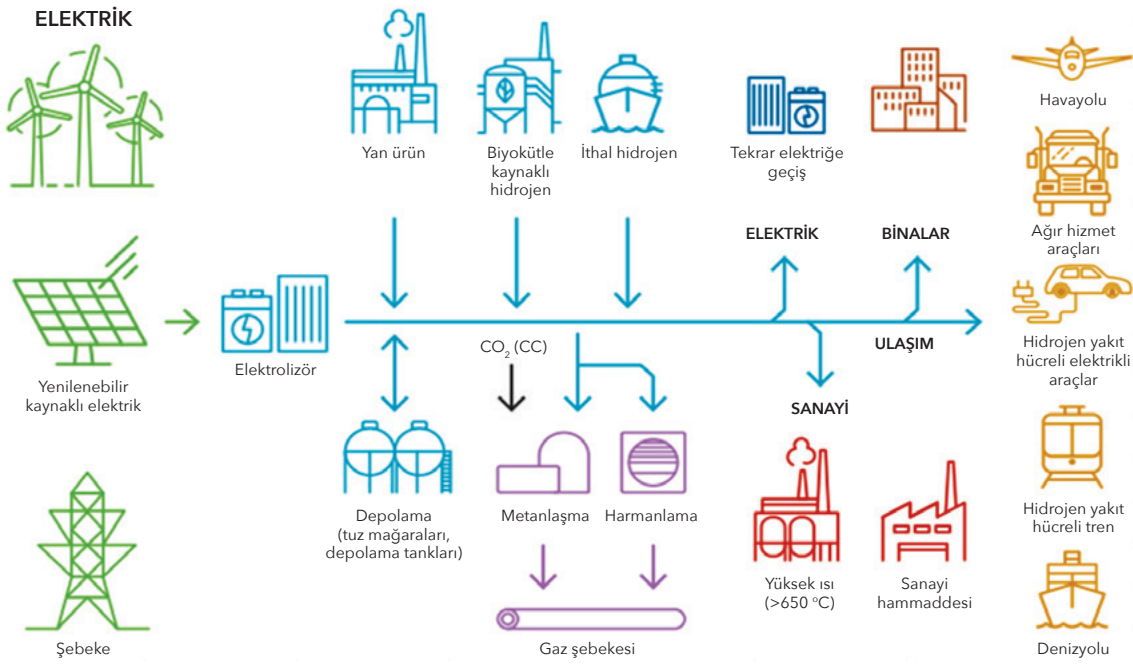 ELEKTRİK
Yan ürün
Biyokütle
kaynaklı
hidrojen
İthal hidrojen
Tekrar elektriğe
geçiş
Havayolu
Ağır hizmet
araçları
ELEKTRİK
BİNALAR
Yenilenebilir
kaynaklı elektrik
Elektrolizör
CO₂ (CC)
ULAŞIM
Hidrojen yakıt
hücreli elektrikli
araçlar
SANAYİ
Depolama
(tuz mağaraları,
depolama tankları)
Metanlaşma
Harmanlama
Hidrojen yakıt
hücreli tren
Yüksek ısı
(>650 °C)
Sanayi
hammaddesi
Şebeke
Gaz şebekesi
Denizyolu